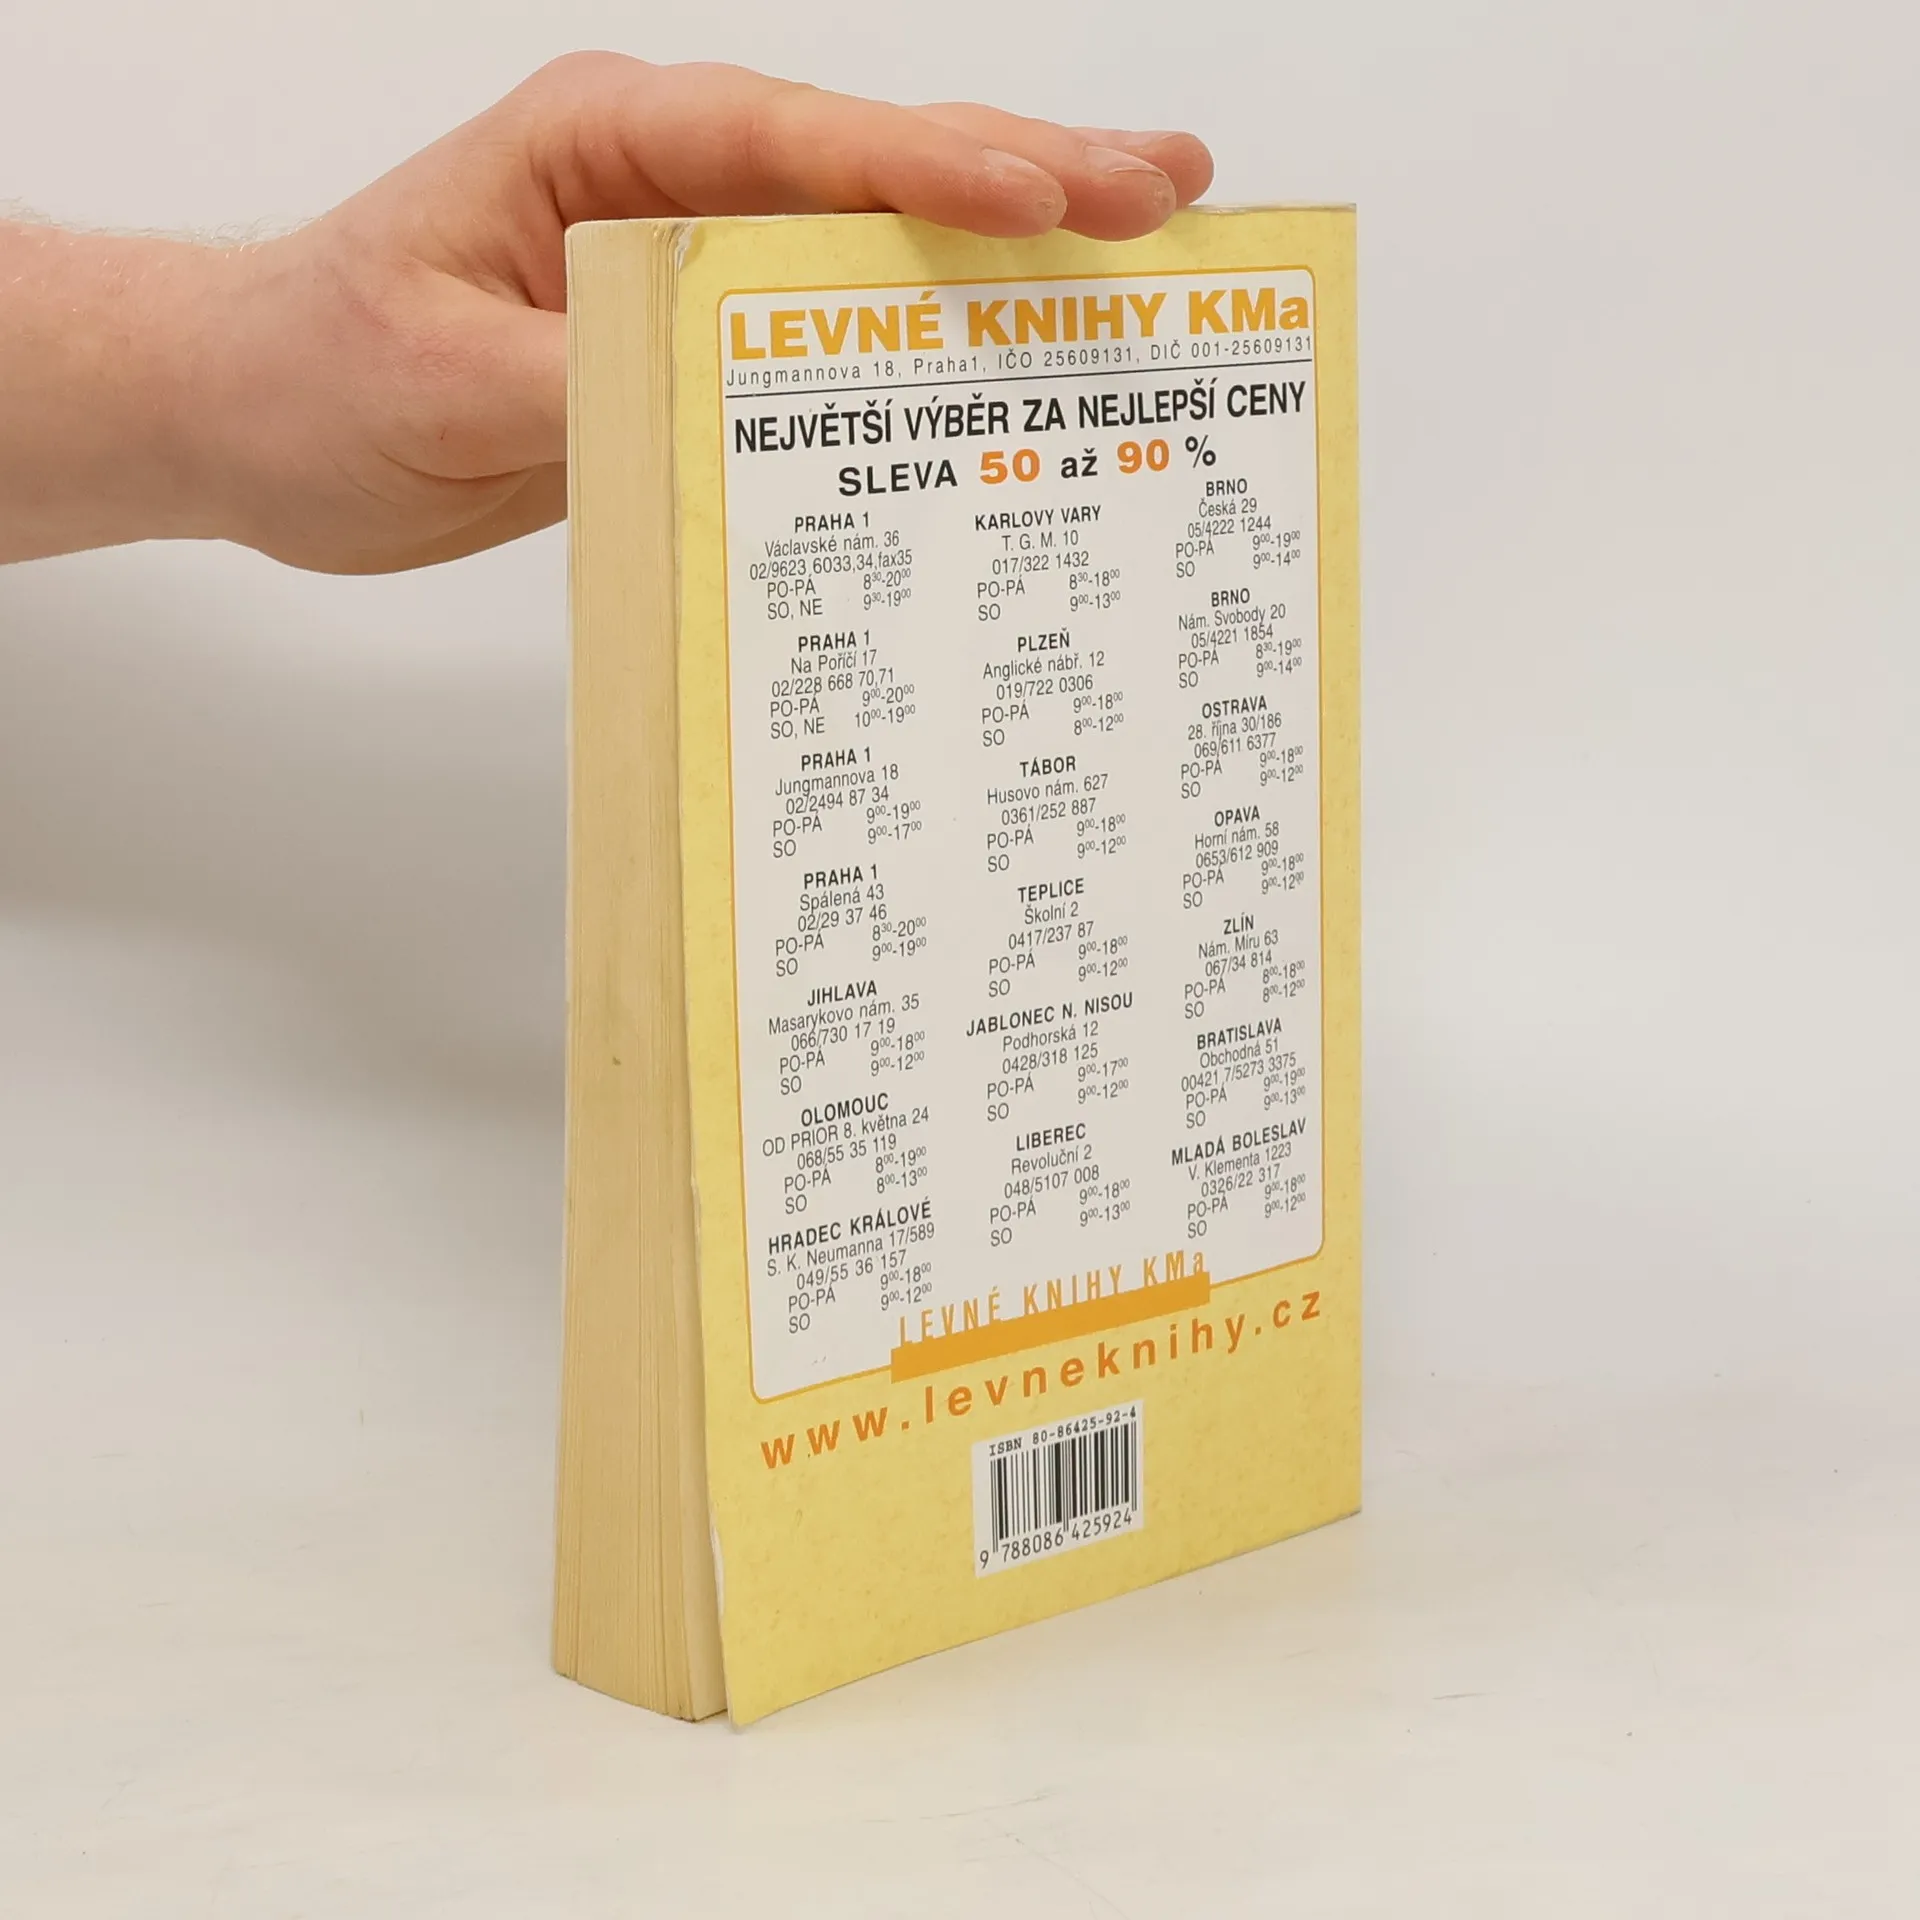 LEVNÉ KNIHY KMa
Jungmannova 18, Praha1, IČO 25609131, DIČ 001-25609131
NEJVĚTŠÍ VÝBĚR ZA NEJLEPŠÍ CENY
SLEVA 50 až 90 %
PRAHA 1
Václavské nám. 36
02/9623 6033,34,fax35
PO-PÁ 8³⁰-20⁰⁰
SO, NE 9³⁰-19⁰⁰
PRAHA 1
Na Poříčí 17
02/228 668 70,71
PO-PÁ 9⁰⁰-20⁰⁰
SO, NE 10⁰⁰-19⁰⁰
PRAHA 1
Jungmannova 18
02/2494 87 34
PO-PÁ 9⁰⁰-19⁰⁰
SO 9⁰⁰-17⁰⁰
PRAHA 1
Spálená 43
02/29 37 46
PO-PÁ 8³⁰-20⁰⁰
SO 9⁰⁰-19⁰⁰
JIHLAVA
Masarykovo nám. 35
066/730 17 19
PO-PÁ 9⁰⁰-18⁰⁰
SO 9⁰⁰-12⁰⁰
OLOMOUC
OD PRIOR 8. května 24
068/55 35 119
PO-PÁ 8⁰⁰-19⁰⁰
SO 8⁰⁰-13⁰⁰
HRADEC KRÁLOVÉ
S. K. Neumanna 17/589
049/55 36 157
PO-PÁ 9⁰⁰-18⁰⁰
SO 9⁰⁰-12⁰⁰
KARLOVY VARY
T. G. M. 10
017/322 1432
PO-PÁ 8³⁰-18⁰⁰
SO 9⁰⁰-13⁰⁰
PLZEŇ
Anglické nábř. 12
019/722 0306
PO-PÁ 9⁰⁰-18⁰⁰
SO 8⁰⁰-12⁰⁰
TÁBOR
Husovo nám. 627
0361/252 887
PO-PÁ 9⁰⁰-18⁰⁰
SO 9⁰⁰-12⁰⁰
TEPLICE
Školní 2
0417/237 87
PO-PÁ 9⁰⁰-18⁰⁰
SO 9⁰⁰-12⁰⁰
JABLONEC N. NISOU
Podhorská 12
0428/318 125
PO-PÁ 9⁰⁰-17⁰⁰
SO 9⁰⁰-12⁰⁰
LIBEREC
Revoluční 2
048/5107 008
PO-PÁ 9⁰⁰-18⁰⁰
SO 9⁰⁰-13⁰⁰
BRNO
Česká 29
05/4222 1244
PO-PÁ 9⁰⁰-19⁰⁰
SO 9⁰⁰-14⁰⁰
BRNO
Nám. Svobody 20
05/4221 1854
PO-PÁ 8³⁰-19⁰⁰
SO 9⁰⁰-14⁰⁰
OSTRAVA
28. října 30/186
069/611 6377
PO-PÁ 9⁰⁰-18⁰⁰
SO 9⁰⁰-12⁰⁰
OPAVA
Horní nám. 58
0653/612 909
PO-PÁ 9⁰⁰-18⁰⁰
SO 9⁰⁰-12⁰⁰
ZLÍN
Nám. Míru 63
067/34 814
PO-PÁ 8⁰⁰-18⁰⁰
SO 8⁰⁰-12⁰⁰
BRATISLAVA
Obchodná 51
00421 7/5273 3375
PO-PÁ 9⁰⁰-19⁰⁰
SO 9⁰⁰-13⁰⁰
MLADÁ BOLESLAV
V. Klementa 1223
0326/22 317
PO-PÁ 9⁰⁰-18⁰⁰
SO 9⁰⁰-12⁰⁰
LEVNÉ KNIHY KMa
www.levneknihy.cz
ISBN 80-86425-92-4
9 788086 425924